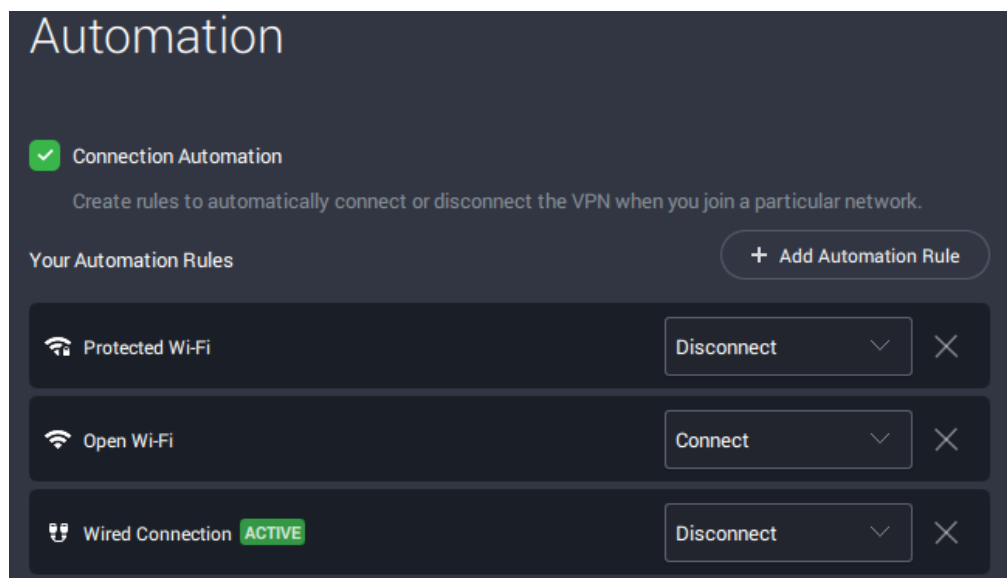 Automation
Connection Automation
Create rules to automatically connect or disconnect the VPN when you join a particular network.
Your Automation Rules
+ Add Automation Rule
Protected Wi-Fi
Disconnect
Open Wi-Fi
Connect
Wired Connection ACTIVE
Disconnect